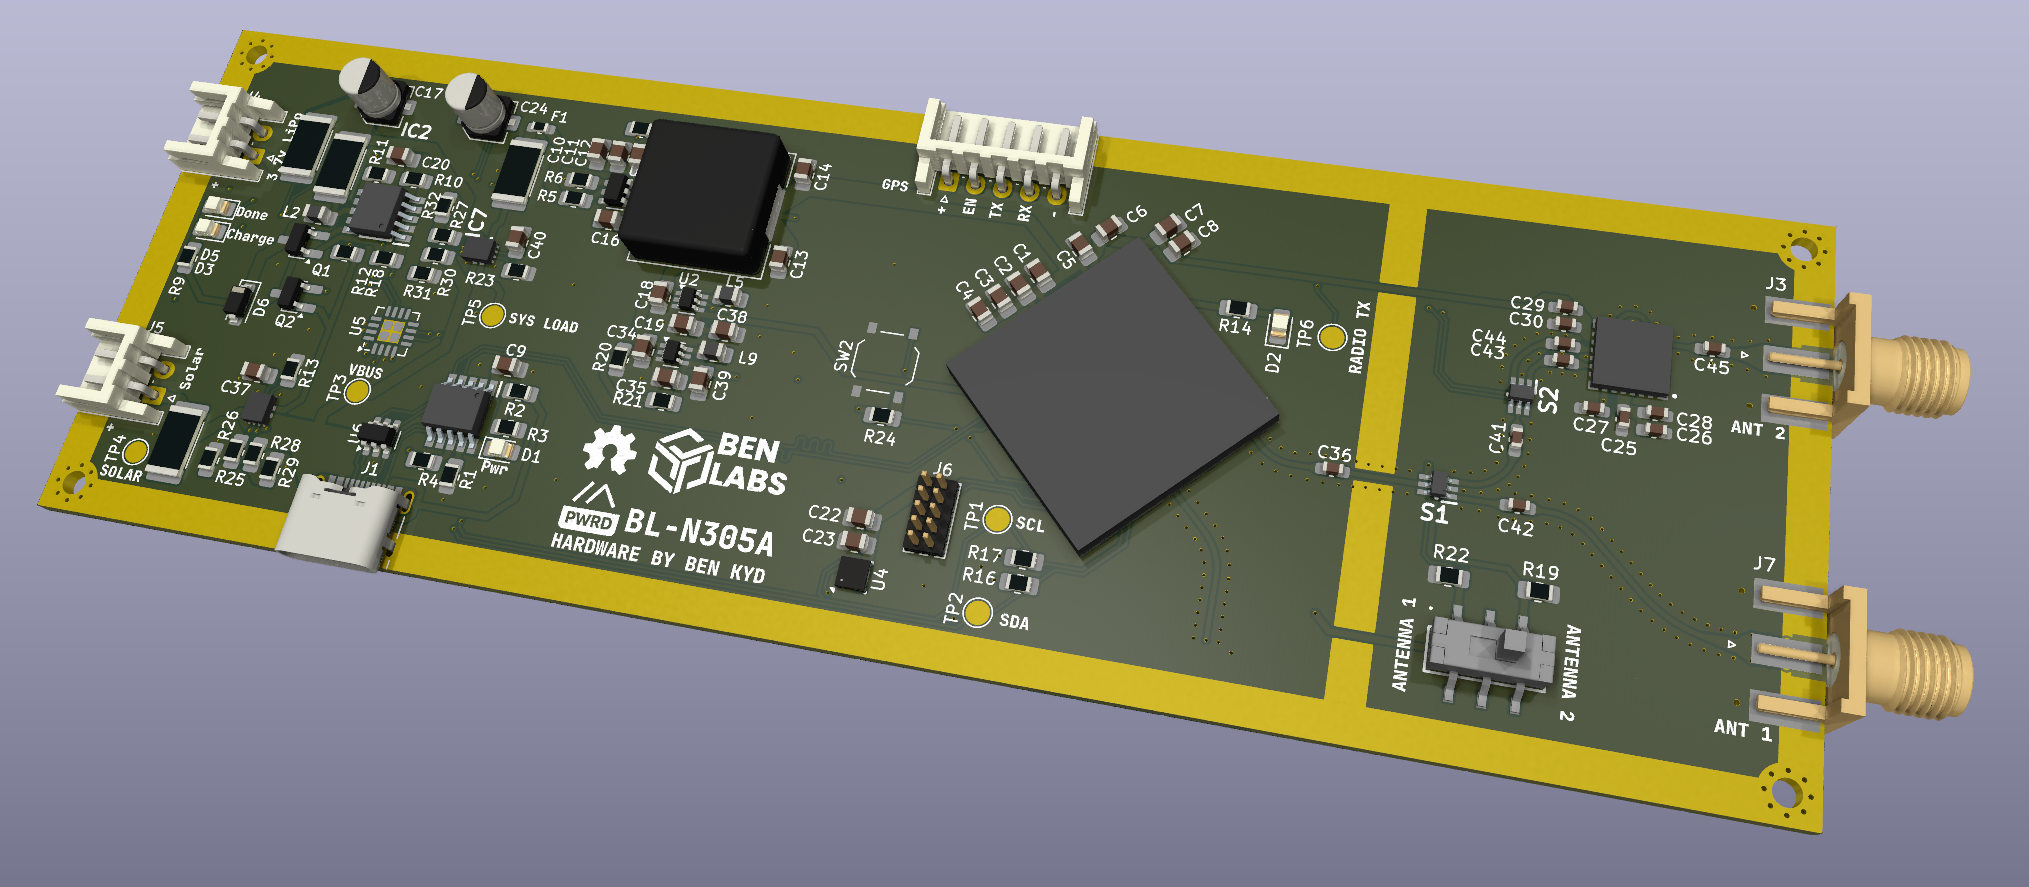 J4
3.7v LiPo
+
C17
IC2
C24
F1
R11
C20
R10
R32
R27
IC7
C10
C11
C12
R6
R5
C16
C14
C13
L2
Done
Charge
D5
D3
R9
Q1
R12
R18
R31
R30
R23
C40
D6
Q2
U5
TP5
SYS LOAD
J5
Solar
+
C37
R13
VBUS
TP3
C9
R2
R3
D1
Pwr
R4
R1
J1
R26
R25
R28
R29
TP4
SOLAR
U2
L5
C18
C19
C38
C34
R20
L9
C35
C39
R21
SW2
R24
GPS
+
EN
TX
RX
-
C6
C7
C8
C5
C1
C2
C3
C4
R14
D2
TP6
RADIO TX
BEN
LABS
PWRD
BL-N305A
HARDWARE BY BEN KYD
C22
C23
U4
J6
TP1
SCL
R17
R16
TP2
SDA
C36
S1
C42
C41
S2
C29
C30
C44
C43
C45
C27
C25
C28
C26
J3
ANT 2
R22
R19
ANTENNA 1
ANTENNA 2
J7
ANT 1